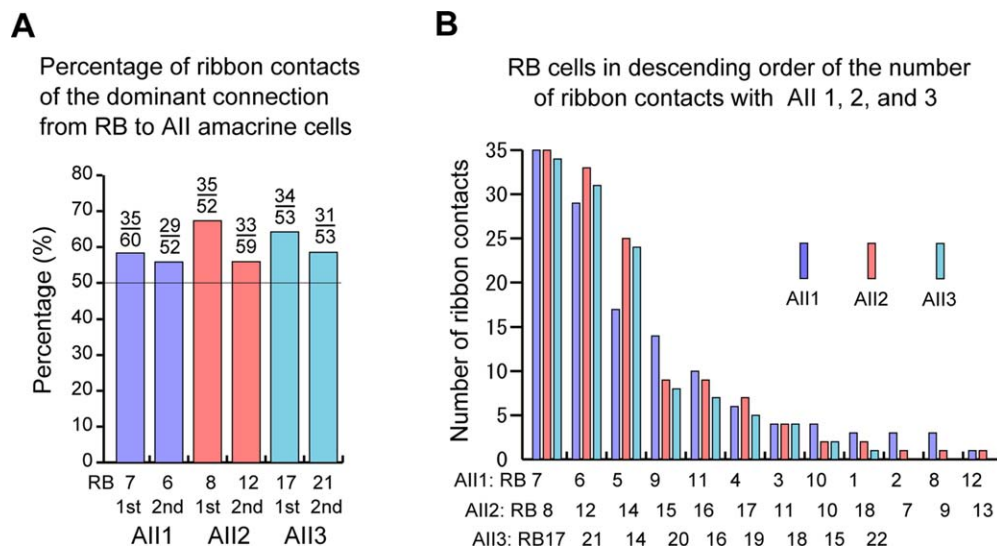 A
Percentage of ribbon contacts
of the dominant connection
from RB to AII amacrine cells
Percentage (%)
80
70
60
50
40
30
20
10
0
35
60
29
52
35
52
33
59
34
53
31
53
RB 7 6 8 12 17 21
1st 2nd 1st 2nd 1st 2nd
AII1 AII2 AII3
B
RB cells in descending order of the number
of ribbon contacts with AII 1, 2, and 3
Number of ribbon contacts
35
30
25
20
15
10
5
0
AII1 AII2 AII3
AII1: RB 7 6 5 9 11 4 3 10 1 2 8 12
AII2: RB 8 12 14 15 16 17 11 10 18 7 9 13
AII3: RB17 21 14 20 16 19 18 15 22